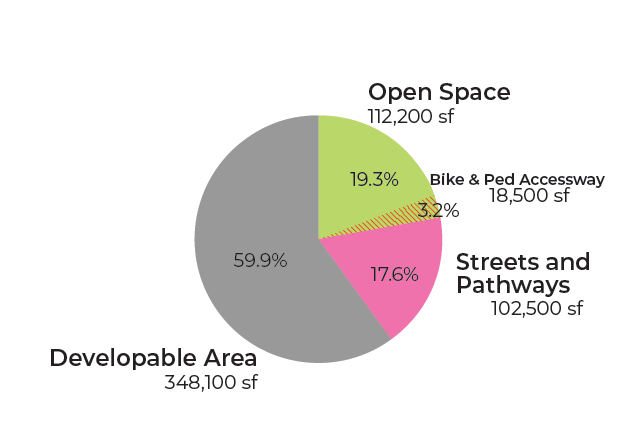 Open Space
112,200 sf
19.3%
Bike & Ped Accessway
18,500 sf
3.2%
Streets and
Pathways
102,500 sf
17.6%
59.9%
Developable Area
348,100 sf